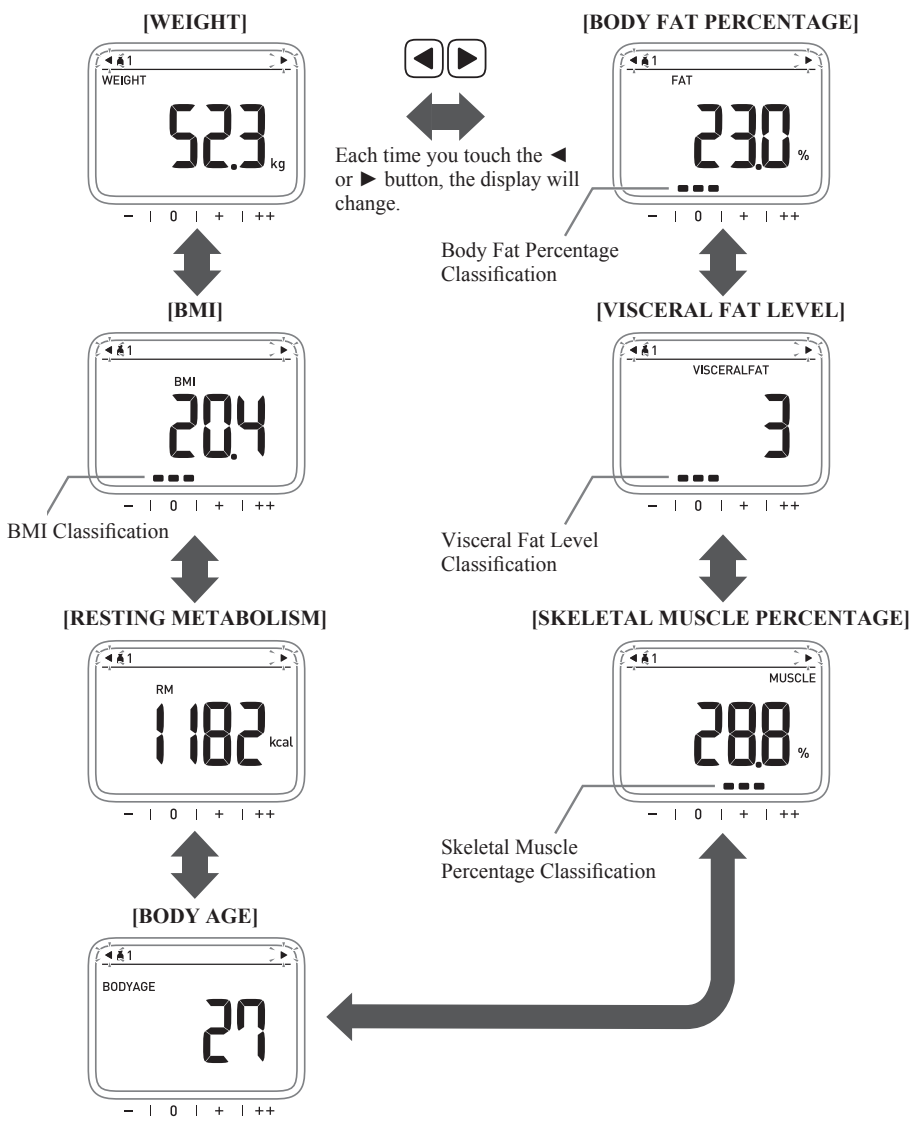 [WEIGHT]
◄ 1 ►
WEIGHT
52.3 kg
− | 0 | + | ++
◄ ►
Each time you touch the ◄
or ► button, the display will
change.
[BODY FAT PERCENTAGE]
◄ 1 ►
FAT
23.0 %
− | 0 | + | ++
Body Fat Percentage
Classification
[BMI]
◄ 1 ►
BMI
20.4
− | 0 | + | ++
BMI Classification
[VISCERAL FAT LEVEL]
◄ 1 ►
VISCERALFAT
3
− | 0 | + | ++
Visceral Fat Level
Classification
[RESTING METABOLISM]
◄ 1 ►
RM
1182 kcal
− | 0 | + | ++
[SKELETAL MUSCLE PERCENTAGE]
◄ 1 ►
MUSCLE
28.8 %
− | 0 | + | ++
Skeletal Muscle
Percentage Classification
[BODY AGE]
◄ 1 ►
BODYAGE
27
− | 0 | + | ++